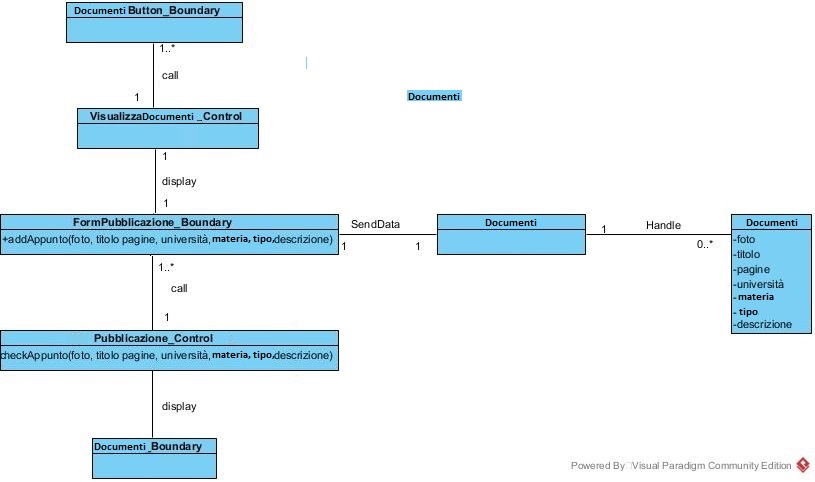 Documenti Button_Boundary
1..*
call
1
Documenti
VisualizzaDocumenti _Control
1
display
1
FormPubblicazione_Boundary
+addAppunto(foto, titolo pagine, università, materia, tipo,descrizione)
SendData
1
1
Documenti
1
Handle
0..*
Documenti
-foto
-titolo
-pagine
-università
- materia
- tipo
-descrizione
1..*
call
1
Pubblicazione_Control
checkAppunto(foto, titolo pagine, università, materia, tipo,descrizione)
display
Documenti_Boundary
Powered By Visual Paradigm Community Edition